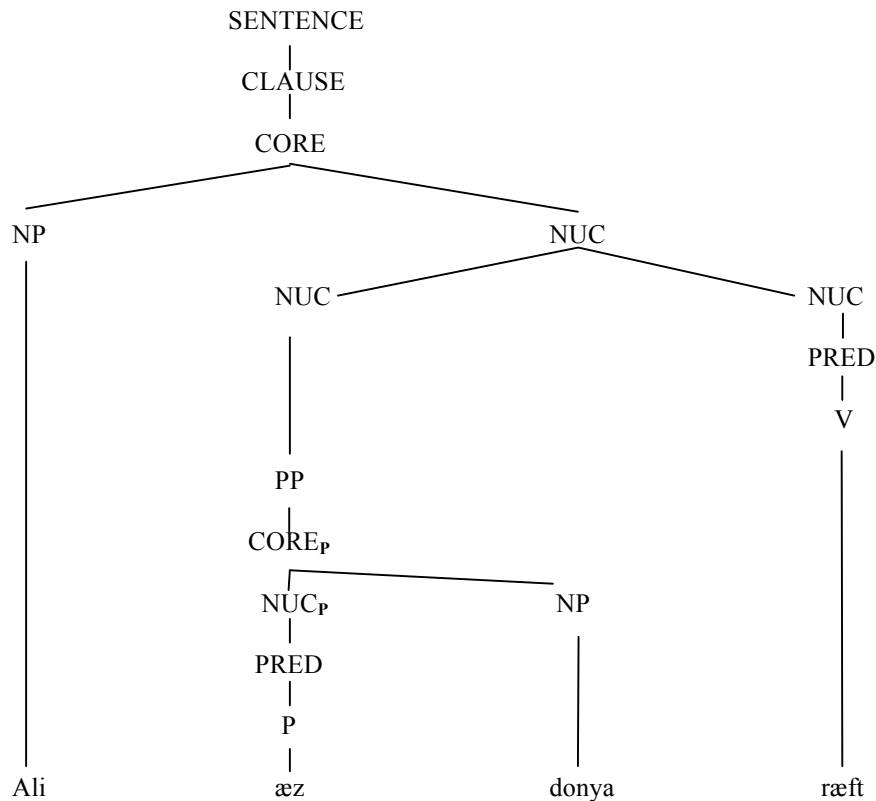 SENTENCE
CLAUSE
CORE
NP NUC
NUC NUC
PRED
V
PP
COREP
NUCP NP
PRED
P
Ali æz donya ræft